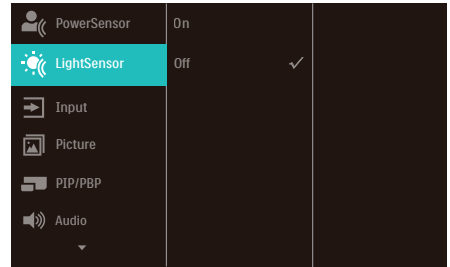 PowerSensor
On
LightSensor
Off
Input
Picture
PIP/PBP
Audio